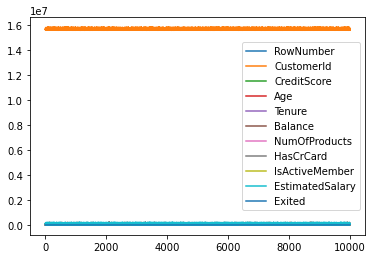 1e7
1.6
1.4
1.2
1.0
0.8
0.6
0.4
0.2
0.0
RowNumber
CustomerId
CreditScore
Age
Tenure
Balance
NumOfProducts
HasCrCard
IsActiveMember
EstimatedSalary
Exited
0 2000 4000 6000 8000 10000